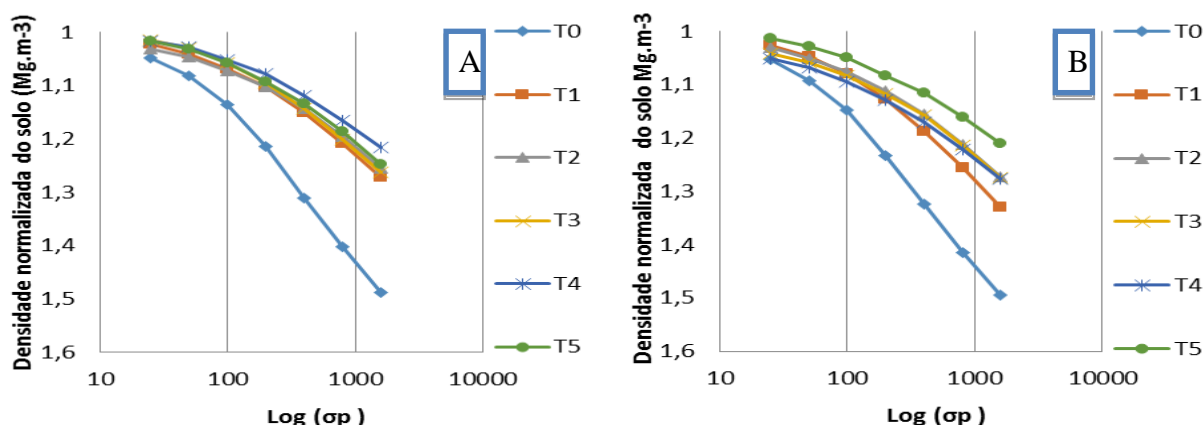 Densidade normalizada do solo (Mg.m-3)
1
1,1
1,2
1,3
1,4
1,5
1,6
10
100
1000
10000
Log (σp )
A
T0
T1
T2
T3
T4
T5
Densidade normalizada do solo Mg.m-3
1
1,1
1,2
1,3
1,4
1,5
1,6
10
100
1000
10000
Log (σp )
B
T0
T1
T2
T3
T4
T5